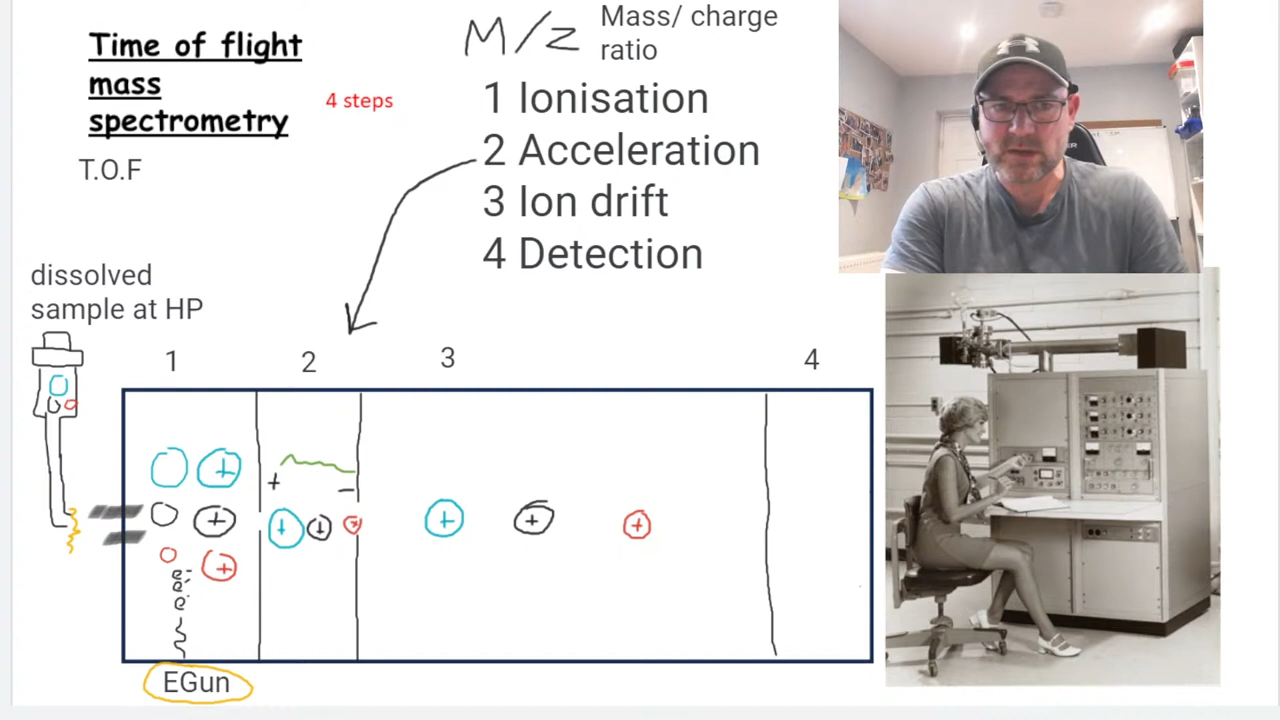 Time of flight
mass
spectrometry
T.O.F
4 steps
M/z
Mass/ charge
ratio
1 Ionisation
2 Acceleration
3 Ion drift
4 Detection
dissolved
sample at HP
1
2
3
4
+
+ −
+
+
+ + +
+ + +
+
e-
e-
e-
EGun